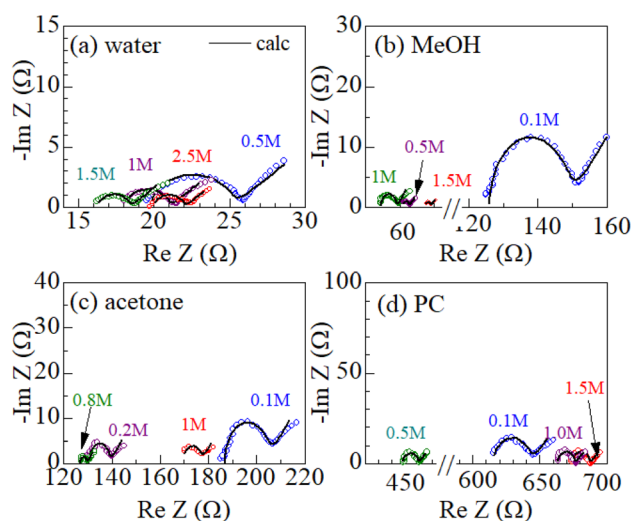 (a) water
calc
15
10
5
0
-Im Z (Ω)
1.5M
1M
2.5M
0.5M
14
20
25
30
Re Z (Ω)
(b) MeOH
30
20
10
0
-Im Z (Ω)
1M
0.5M
1.5M
0.1M
60
120
140
160
Re Z (Ω)
(c) acetone
40
30
20
10
0
-Im Z (Ω)
0.8M
0.2M
1M
0.1M
120
140
160
180
200
220
Re Z (Ω)
(d) PC
100
50
0
-Im Z (Ω)
0.5M
0.1M
1.0M
1.5M
450
600
650
700
Re Z (Ω)